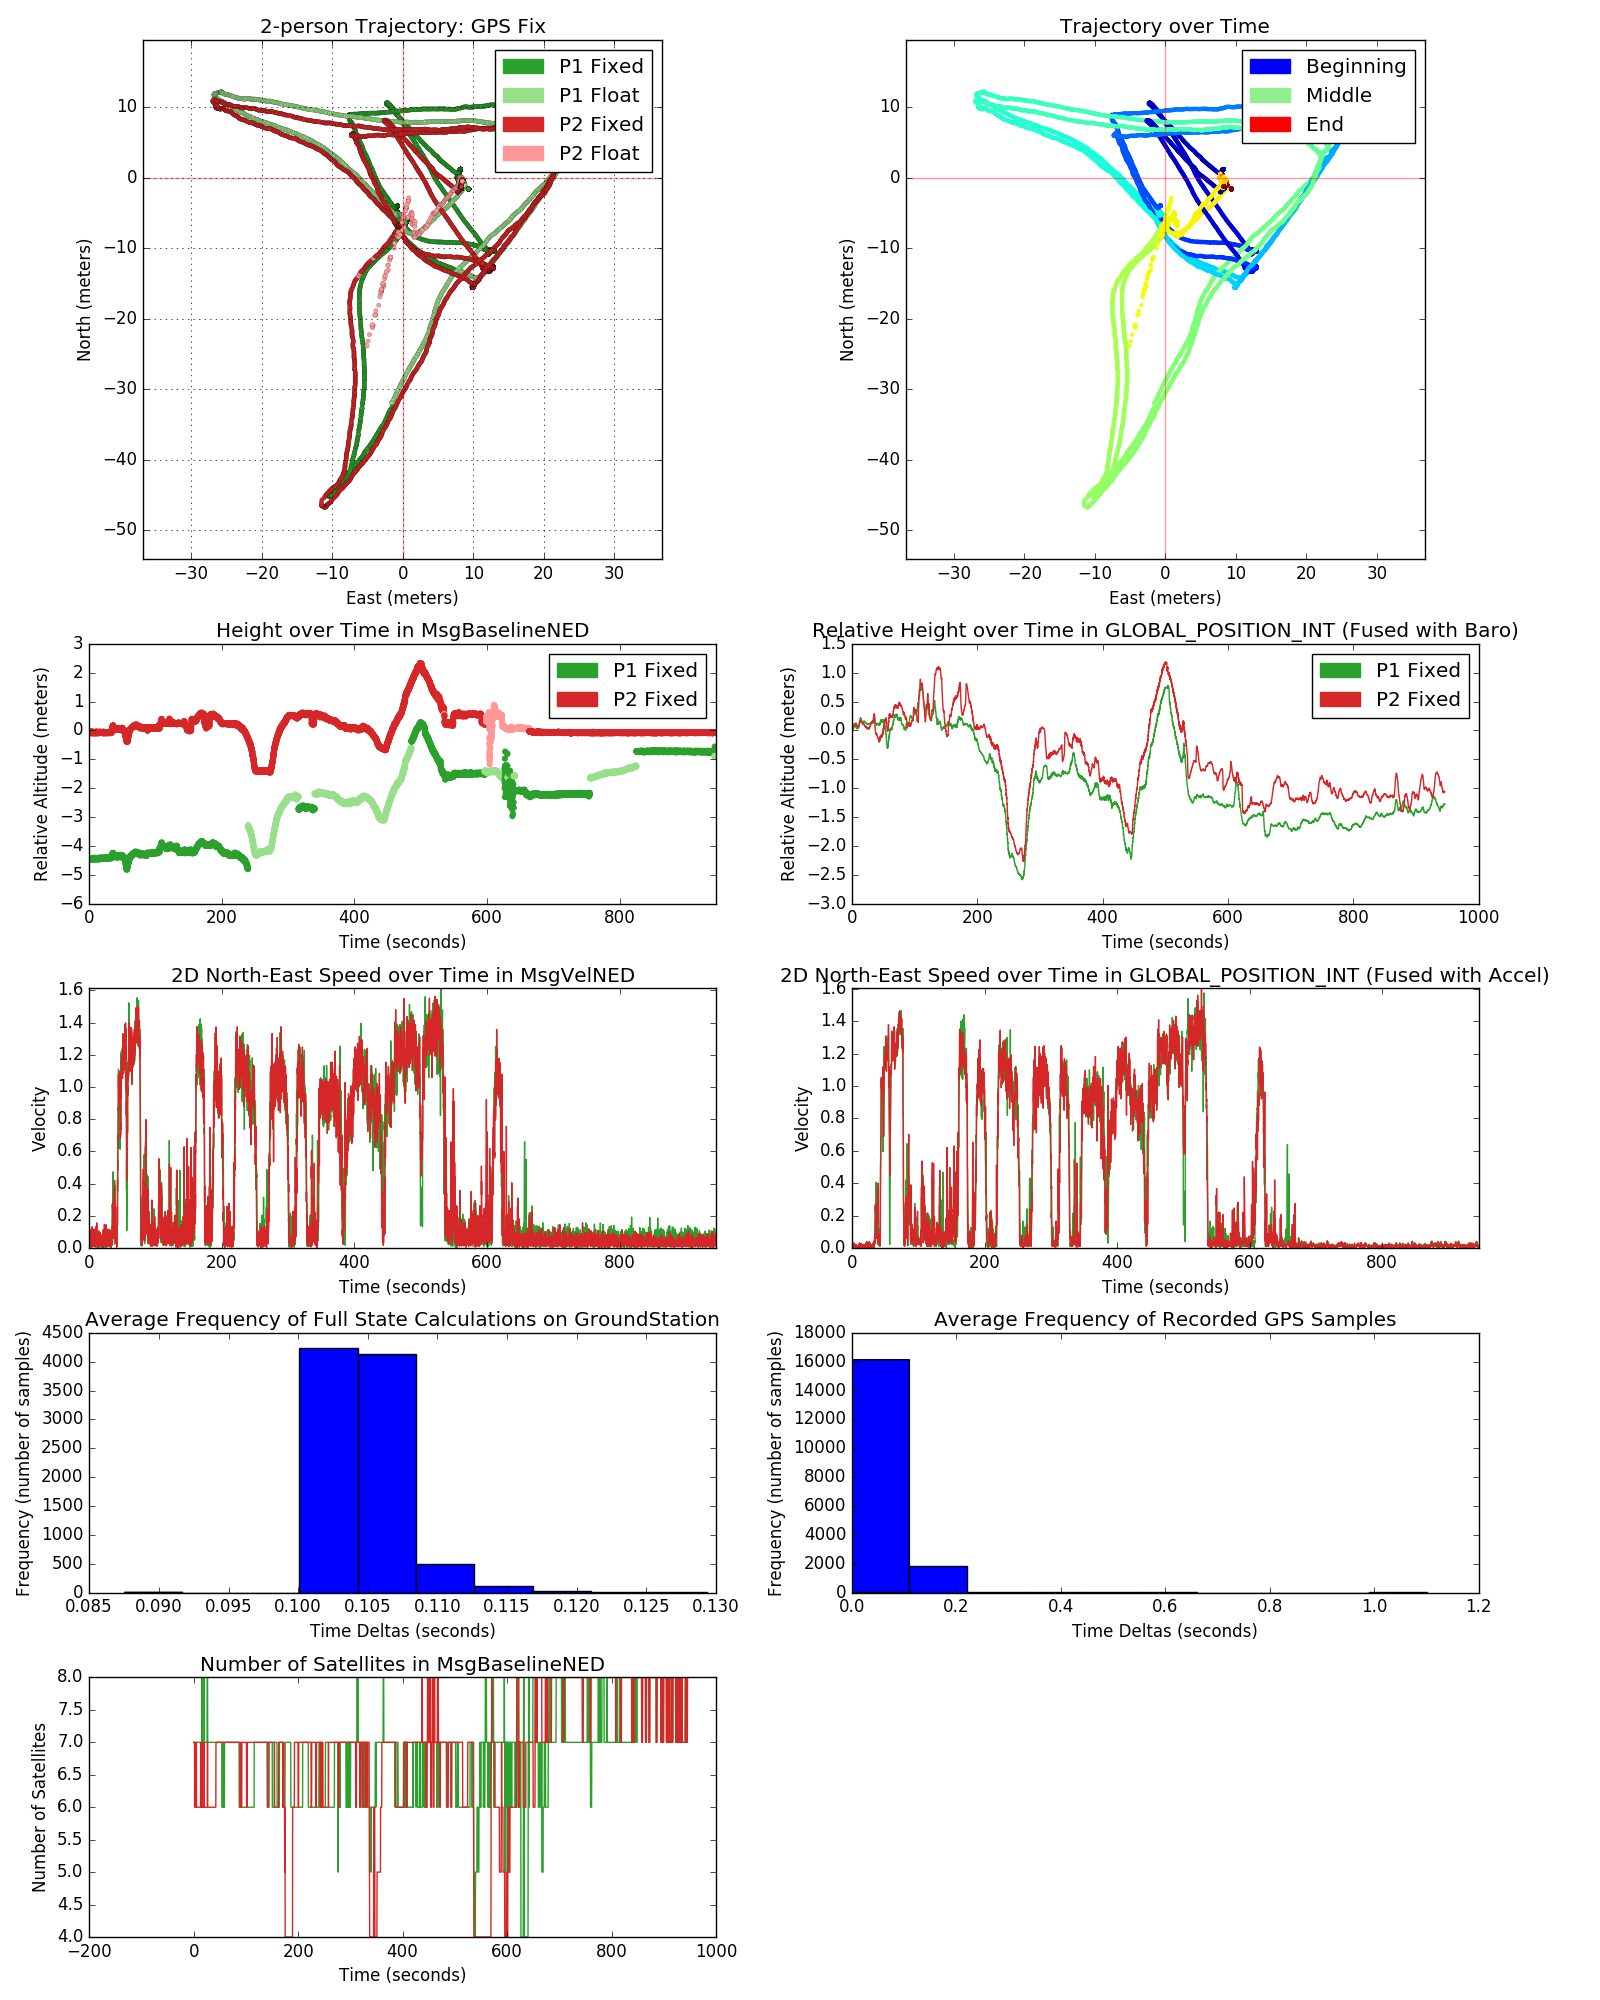 2-person Trajectory: GPS Fix
P1 Fixed
P1 Float
P2 Fixed
P2 Float
10
0
−10
−20
−30
−40
−50
North (meters)
−30 −20 −10 0 10 20 30
East (meters)
Trajectory over Time
Beginning
Middle
End
10
0
−10
−20
−30
−40
−50
North (meters)
−30 −20 −10 0 10 20 30
East (meters)
Height over Time in MsgBaselineNED
P1 Fixed
P2 Fixed
3
2
1
0
−1
−2
−3
−4
−5
−6
Relative Altitude (meters)
0 200 400 600 800
Time (seconds)
Relative Height over Time in GLOBAL_POSITION_INT (Fused with Baro)
P1 Fixed
P2 Fixed
1.5
1.0
0.5
0.0
−0.5
−1.0
−1.5
−2.0
−2.5
−3.0
Relative Altitude (meters)
0 200 400 600 800 1000
Time (seconds)
2D North-East Speed over Time in MsgVelNED
1.6
1.4
1.2
1.0
0.8
0.6
0.4
0.2
0.0
Velocity
0 200 400 600 800
Time (seconds)
2D North-East Speed over Time in GLOBAL_POSITION_INT (Fused with Accel)
1.6
1.4
1.2
1.0
0.8
0.6
0.4
0.2
0.0
Velocity
0 200 400 600 800
Time (seconds)
Average Frequency of Full State Calculations on GroundStation
4500
4000
3500
3000
2500
2000
1500
1000
500
0
Frequency (number of samples)
0.085 0.090 0.095 0.100 0.105 0.110 0.115 0.120 0.125 0.130
Time Deltas (seconds)
Average Frequency of Recorded GPS Samples
18000
16000
14000
12000
10000
8000
6000
4000
2000
0
Frequency (number of samples)
0.0 0.2 0.4 0.6 0.8 1.0 1.2
Time Deltas (seconds)
Number of Satellites in MsgBaselineNED
8.0
7.5
7.0
6.5
6.0
5.5
5.0
4.5
4.0
Number of Satellites
−200 0 200 400 600 800 1000
Time (seconds)